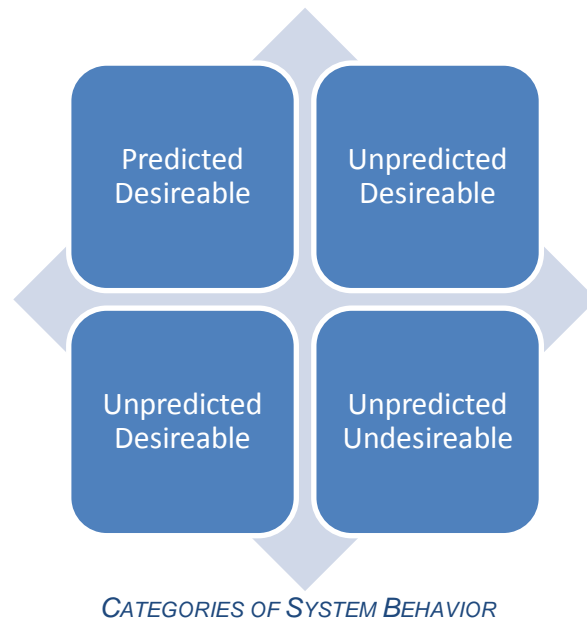 Predicted
Desireable
Unpredicted
Desireable
Unpredicted
Desireable
Unpredicted
Undesireable
CATEGORIES OF SYSTEM BEHAVIOR